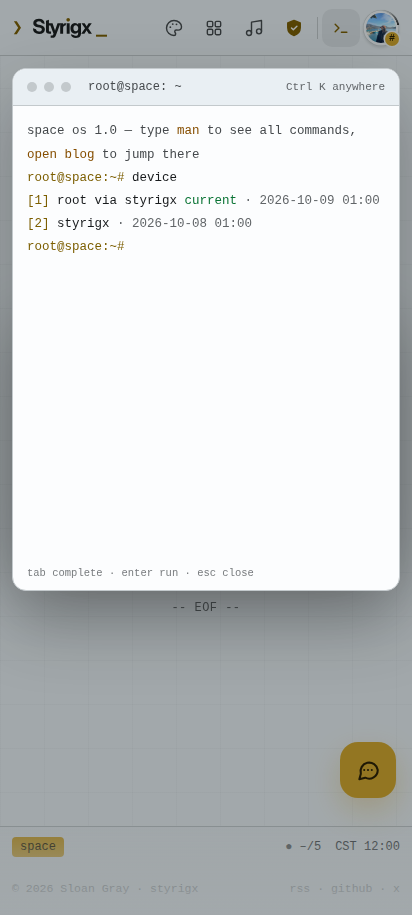 ❯ Styrigx _
#
root@space: ~ Ctrl K anywhere
space os 1.0 — type man to see all commands,
open blog to jump there
root@space:~# device
[1] root via styrigx current · 2026-10-09 01:00
[2] styrigx · 2026-10-08 01:00
root@space:~#
tab complete · enter run · esc close
-- EOF --
space ● −/5 CST 12:00
© 2026 Sloan Gray · styrigx rss · github · x